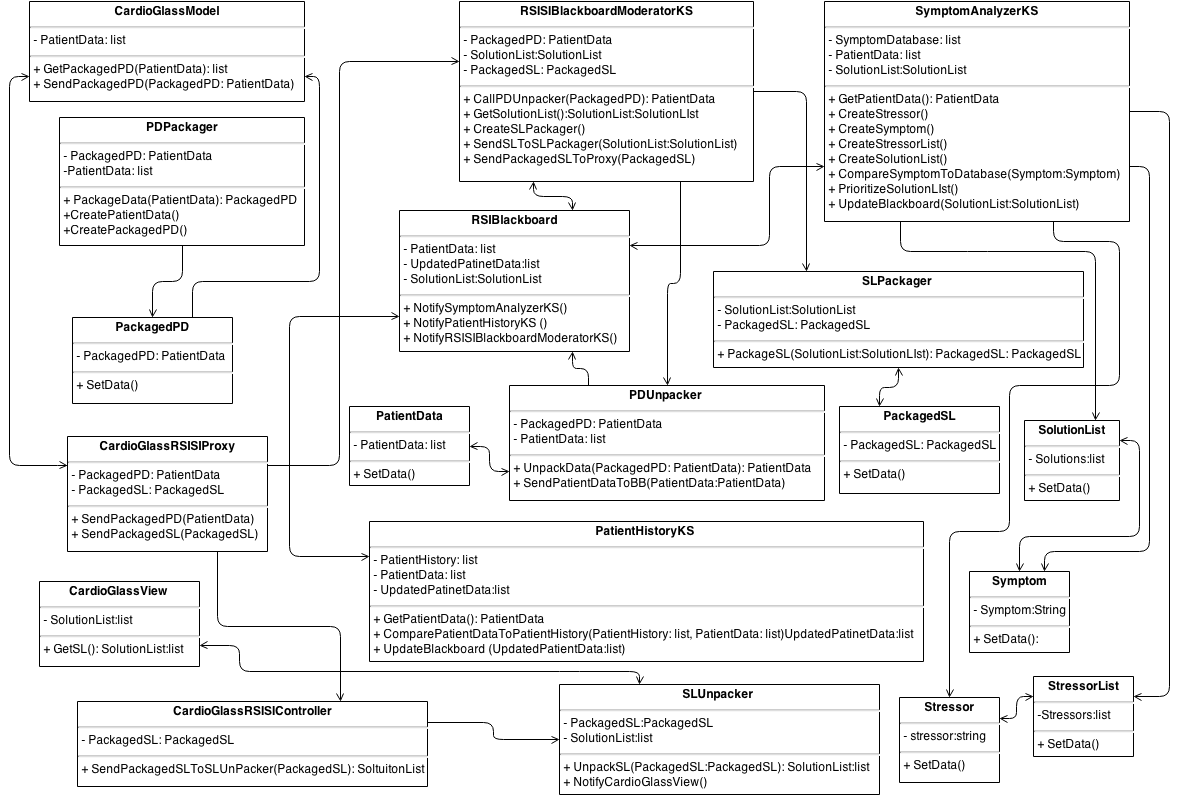 CardioGlassModel
- PatientData: list
+ GetPackagedPD(PatientData): list
+ SendPackagedPD(PackagedPD: PatientData)
PDPackager
- PackagedPD: PatientData
-PatientData: list
+ PackageData(PatientData): PackagedPD
+CreatePatientData()
+CreatePackagedPD()
PackagedPD
- PackagedPD: PatientData
+ SetData()
CardioGlassRSISIProxy
- PackagedPD: PatientData
- PackagedSL: PackagedSL
+ SendPackagedPD(PatientData)
+ SendPackagedSL(PackagedSL)
CardioGlassView
- SolutionList:list
+ GetSL(): SolutionList:list
CardioGlassRSISIController
- PackagedSL: PackagedSL
+ SendPackagedSLToSLUnPacker(PackagedSL): SoltuitonList
RSISIBlackboardModeratorKS
- PackagedPD: PatientData
- SolutionList:SolutionList
- PackagedSL: PackagedSL
+ CallPDUnpacker(PackagedPD): PatientData
+ GetSolutionList():SolutionList:SolutionLIst
+ CreateSLPackager()
+ SendSLToSLPackager(SolutionList:SolutionList)
+ SendPackagedSLToProxy(PackagedSL)
RSIBlackboard
- PatientData: list
- UpdatedPatinetData:list
- SolutionList:SolutionList
+ NotifySymptomAnalyzerKS()
+ NotifyPatientHistoryKS ()
+ NotifyRSISIBlackboardModeratorKS()
PatientData
- PatientData: list
+ SetData()
PDUnpacker
- PackagedPD: PatientData
- PatientData: list
+ UnpackData(PackagedPD: PatientData): PatientData
+ SendPatientDataToBB(PatientData:PatientData)
PatientHistoryKS
- PatientHistory: list
- PatientData: list
- UpdatedPatinetData:list
+ GetPatientData(): PatientData
+ ComparePatientDataToPatientHistory(PatientHistory: list, PatientData: list)UpdatedPatinetData:list
+ UpdateBlackboard (UpdatedPatientData:list)
SLUnpacker
- PackagedSL:PackagedSL
- SolutionList:list
+ UnpackSL(PackagedSL:PackagedSL): SolutionList:list
+ NotifyCardioGlassView()
SymptomAnalyzerKS
- SymptomDatabase: list
- PatientData: list
- SolutionList:SolutionList
+ GetPatientData(): PatientData
+ CreateStressor()
+ CreateSymptom()
+ CreateStressorList()
+ CreateSolutionList()
+ CompareSymptomToDatabase(Symptom:Symptom)
+ PrioritizeSolutionLIst()
+ UpdateBlackboard(SolutionList:SolutionList)
SLPackager
- SolutionList:SolutionList
- PackagedSL: PackagedSL
+ PackageSL(SolutionList:SolutionLIst): PackagedSL: PackagedSL
PackagedSL
- PackagedSL: PackagedSL
+ SetData()
SolutionList
- Solutions:list
+ SetData()
Symptom
- Symptom:String
+ SetData():
Stressor
- stressor:string
+ SetData()
StressorList
-Stressors:list
+ SetData()